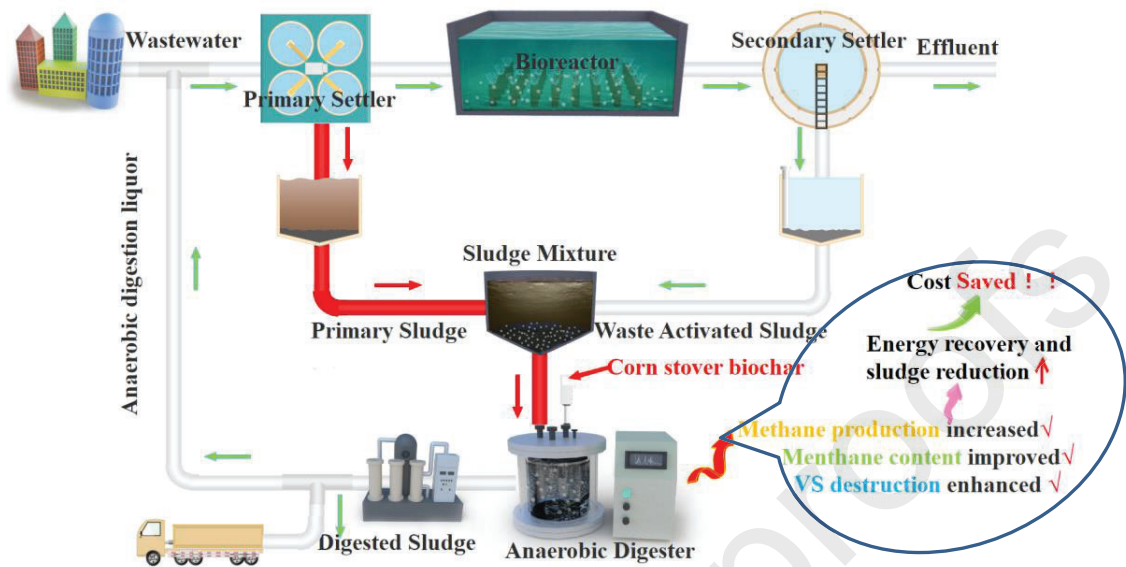 Wastewater
Primary Settler
Bioreactor
Secondary Settler
Effluent
Anaerobic digestion liquor
Sludge Mixture
Primary Sludge
Waste Activated Sludge
Corn stover biochar
Digested Sludge
Anaerobic Digester
Cost Saved ! !
Energy recovery and
sludge reduction
Methane production increased √
Menthane content improved √
VS destruction enhanced √
proofs